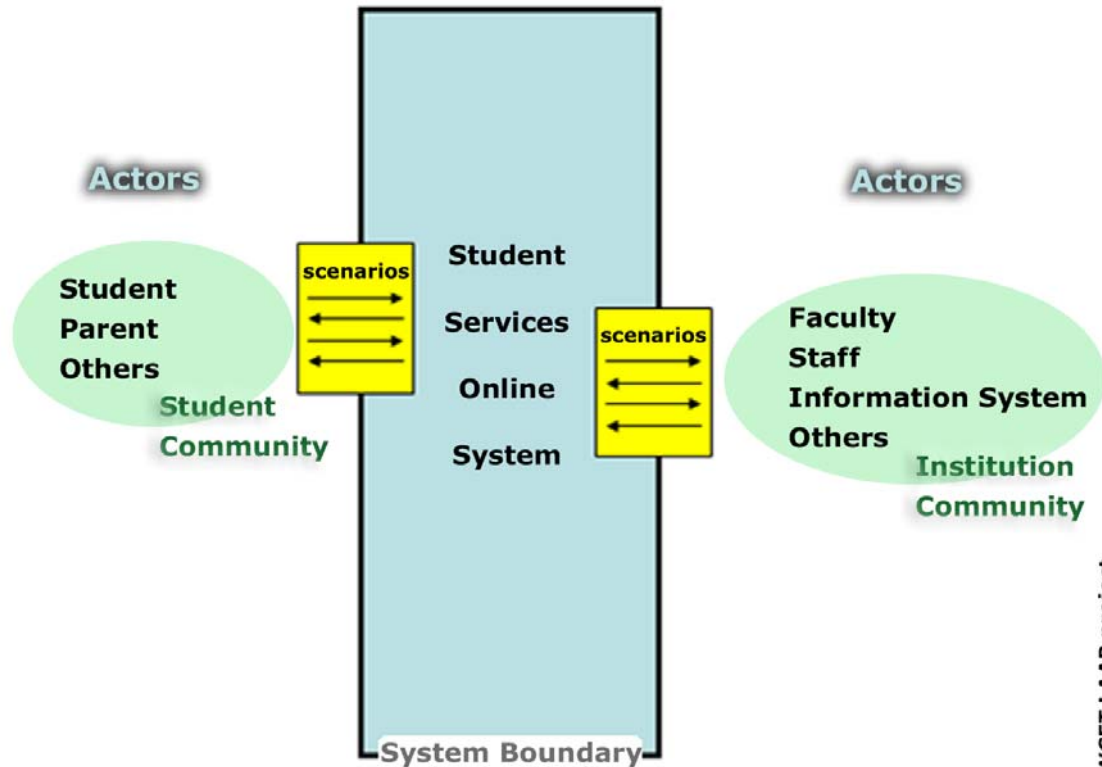 Actors
Student
Parent
Others
Student
Community
scenarios
Student
Services
Online
System
scenarios
Actors
Faculty
Staff
Information System
Others
Institution
Community
System Boundary
LAAP